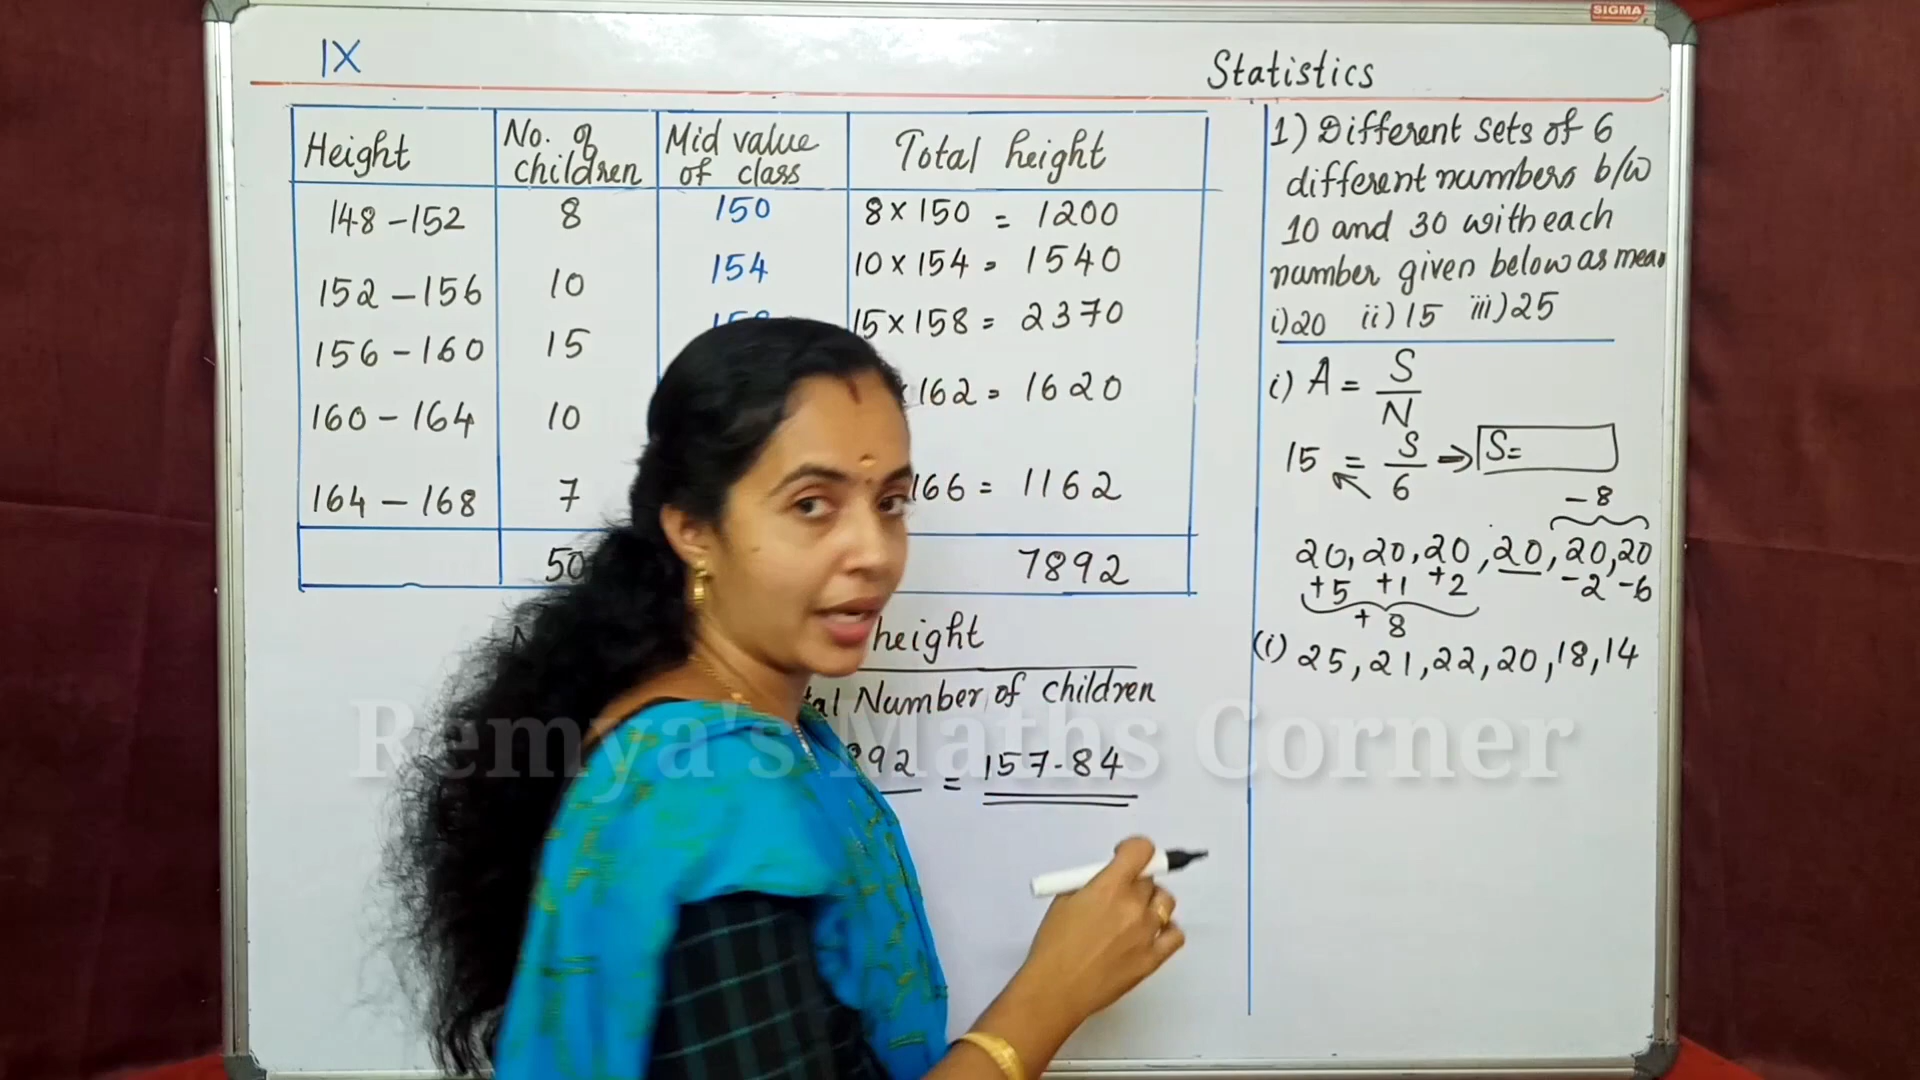 SIGMA
IX
Statistics
Height No. of children Mid value of class Total height
148-152 8 150 8 x 150 = 1200
152-156 10 154 10 x 154 = 1540
156-160 15 15 x 158 = 2370
160-164 10 162 = 1620
164-168 7 166 = 1162
50 7892
height
Number of children
92 = 157.84
1) Different sets of 6
different numbers b/w
10 and 30 with each
number given below as mean
i) 20 ii) 15 iii) 25
i) A = S/N
15 = S/6 → S=
-8
20, 20, 20, 20, 20, 20
+5 +1 +2 -2 -6
+8
(i) 25, 21, 22, 20, 18, 14
Remya's Maths Corner